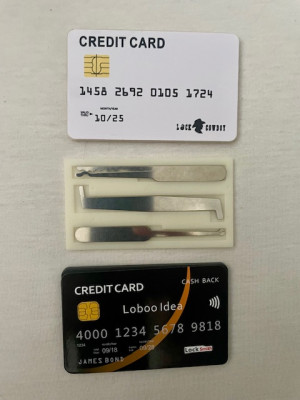 CREDIT CARD
1458 2692 0105 1724
10/25
LOCK COWBOY
CREDIT CARD
CASH BACK
Loboo Idea
4000 1234 5678 9818
JAMES BOND